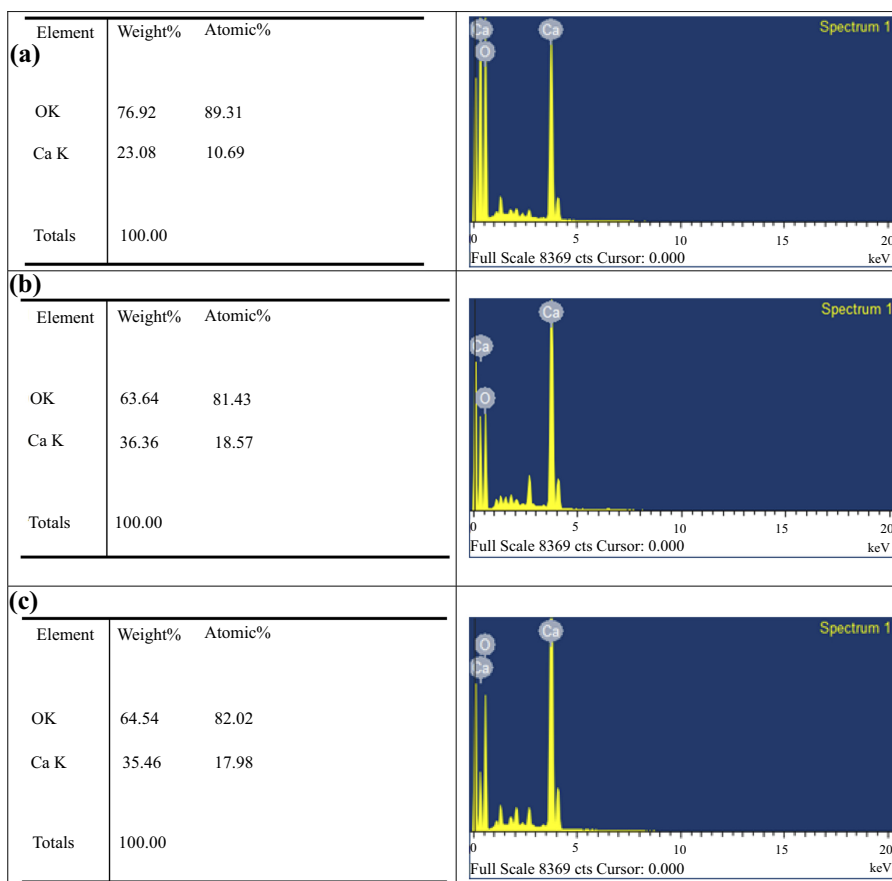 (a)
Element Weight% Atomic%
OK 76.92 89.31
Ca K 23.08 10.69
Totals 100.00
Spectrum 1
Ca
O
Ca
0 5 10 15 20
Full Scale 8369 cts Cursor: 0.000 keV
(b)
Element Weight% Atomic%
OK 63.64 81.43
Ca K 36.36 18.57
Totals 100.00
Spectrum 1
Ca
Ca
O
0 5 10 15 20
Full Scale 8369 cts Cursor: 0.000 keV
(c)
Element Weight% Atomic%
OK 64.54 82.02
Ca K 35.46 17.98
Totals 100.00
Spectrum 1
Ca
O
Ca
0 5 10 15 20
Full Scale 8369 cts Cursor: 0.000 keV